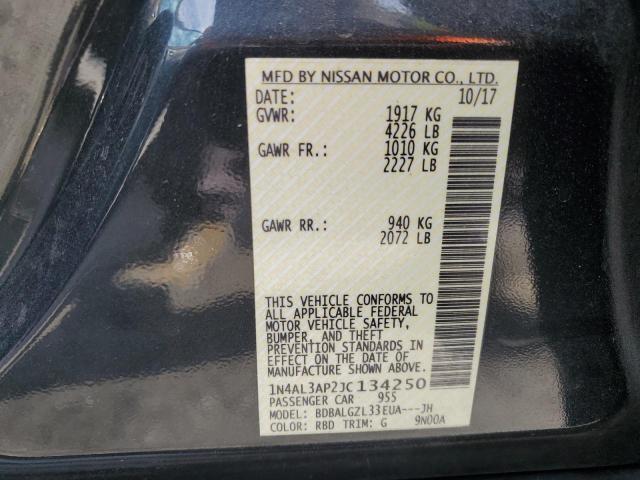 MFD BY NISSAN MOTOR CO., LTD.
DATE: 10/17
GVWR: 1917 KG
4226 LB
GAWR FR.: 1010 KG
2227 LB
GAWR RR.: 940 KG
2072 LB
THIS VEHICLE CONFORMS TO
ALL APPLICABLE FEDERAL
MOTOR VEHICLE SAFETY,
BUMPER, AND THEFT
PREVENTION STANDARDS IN
EFFECT ON THE DATE OF
MANUFACTURE SHOWN ABOVE.
1N4AL3AP2JC134250
PASSENGER CAR 955
MODEL: BDBALGZL33EUA---JH
COLOR: RBD TRIM: G 9N00A